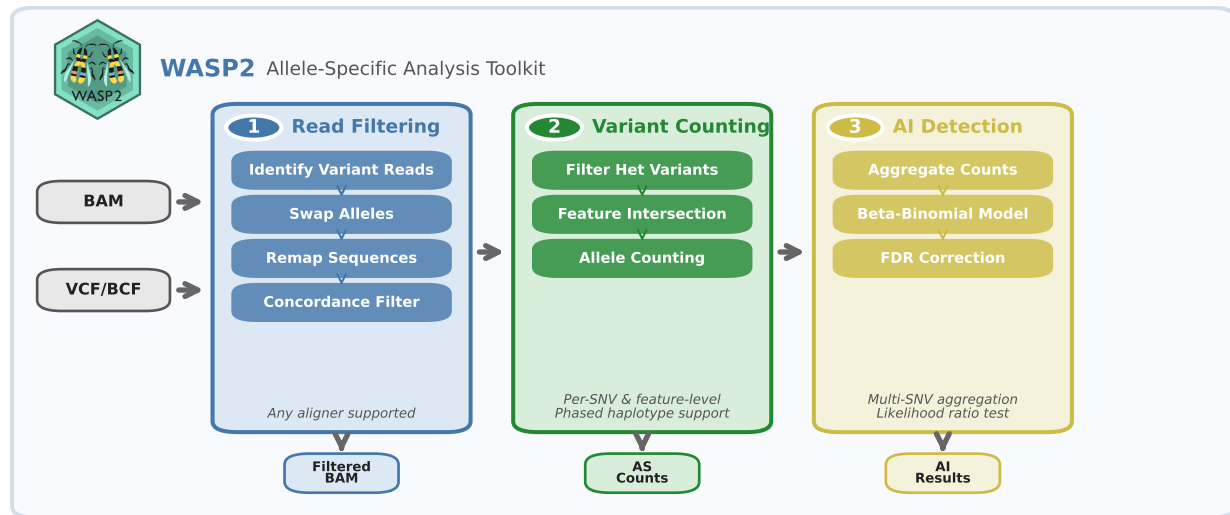 WASP2
WASP2 Allele-Specific Analysis Toolkit
BAM
VCF/BCF
1 Read Filtering
Identify Variant Reads
Swap Alleles
Remap Sequences
Concordance Filter
Any aligner supported
Filtered
BAM
2 Variant Counting
Filter Het Variants
Feature Intersection
Allele Counting
Per-SNV & feature-level
Phased haplotype support
AS
Counts
3 AI Detection
Aggregate Counts
Beta-Binomial Model
FDR Correction
Multi-SNV aggregation
Likelihood ratio test
AI
Results